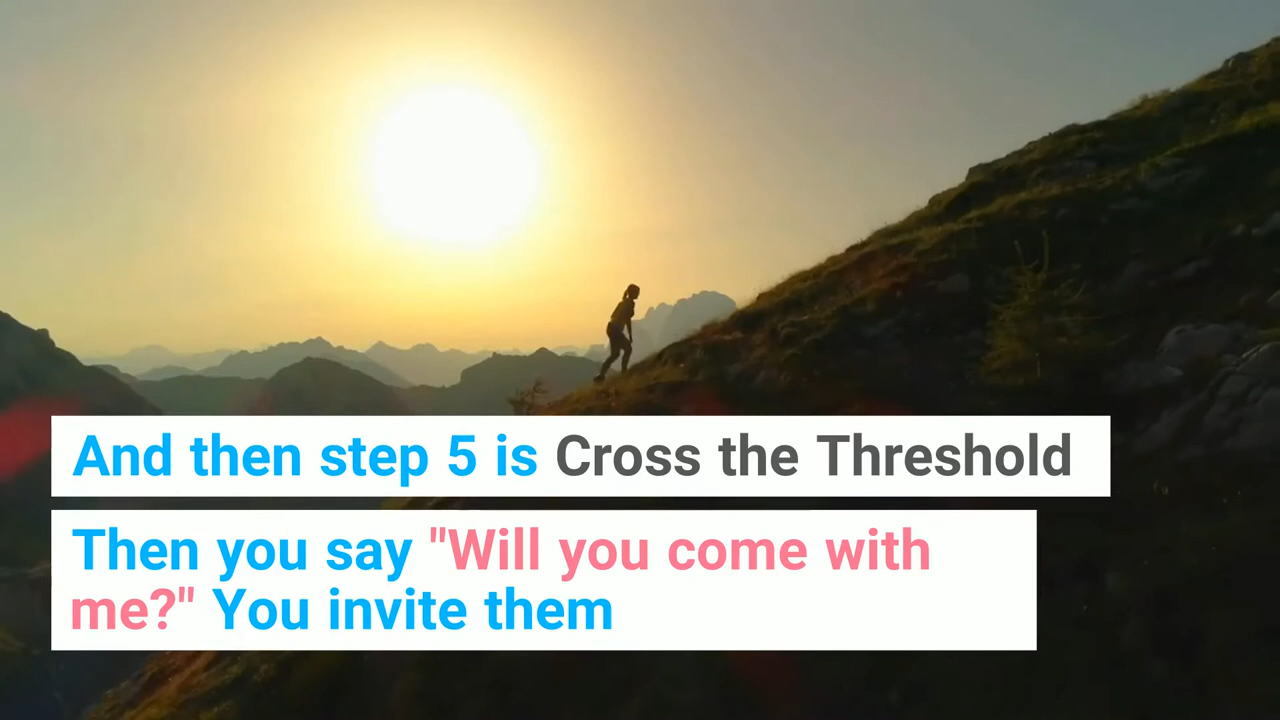 And then step 5 is Cross the Threshold
Then you say "Will you come with
me?" You invite them